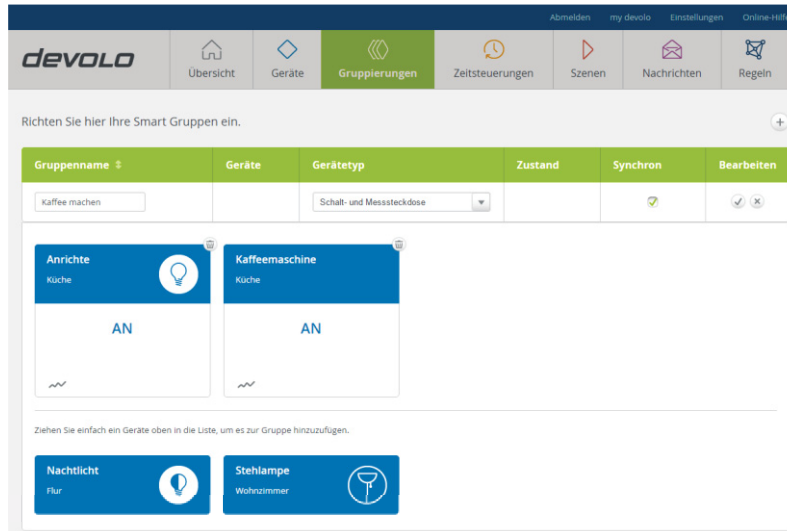 Abmelden my devolo Einstellungen Online-Hilfe
devolo
Übersicht Geräte Gruppierungen Zeitsteuerungen Szenen Nachrichten Regeln
Richten Sie hier Ihre Smart Gruppen ein.
Gruppenname Geräte Gerätetyp Zustand Synchron Bearbeiten
Kaffee machen Schalt- und Messsteckdose
Anrichte Kaffeemaschine
Küche Küche
AN AN
Ziehen Sie einfach ein Geräte oben in die Liste, um es zur Gruppe hinzuzufügen.
Nachtlicht Stehlampe
Flur Wohnzimmer